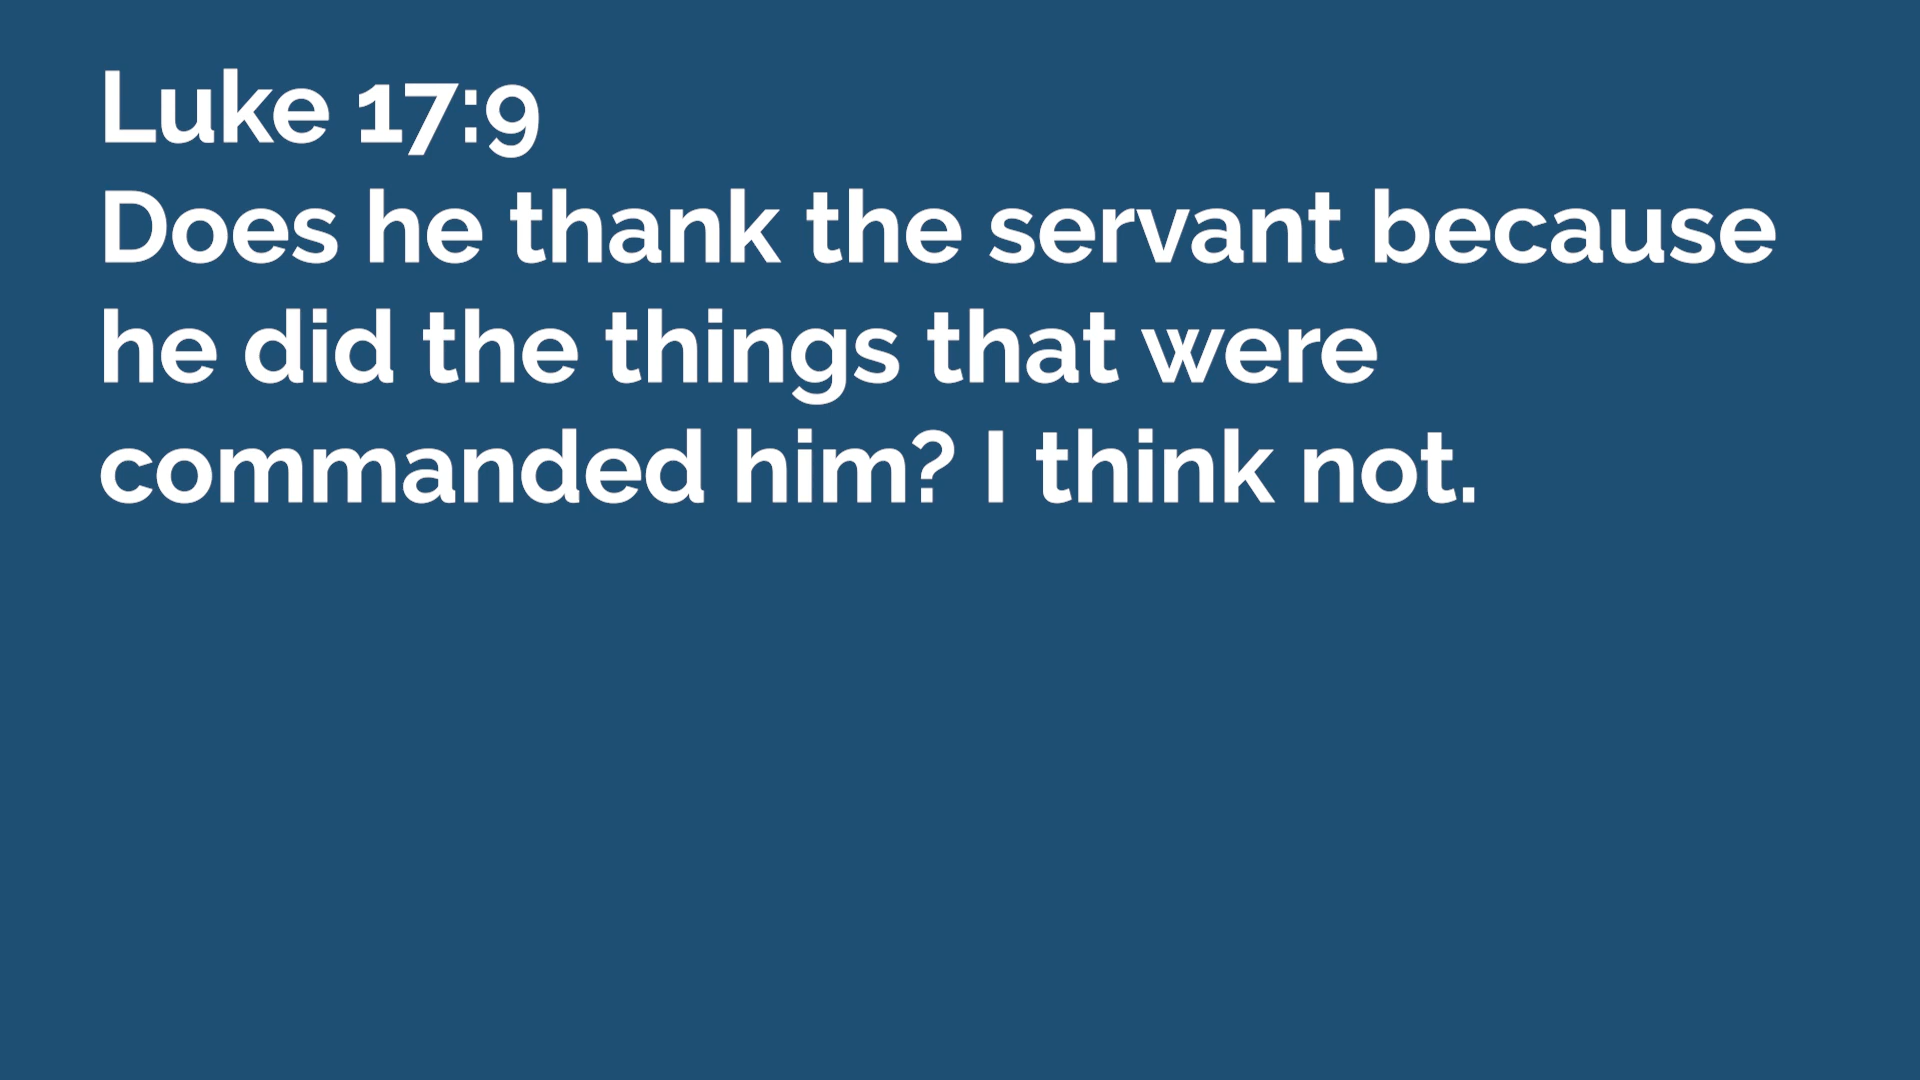 Luke 17:9
Does he thank the servant because
he did the things that were
commanded him? I think not.